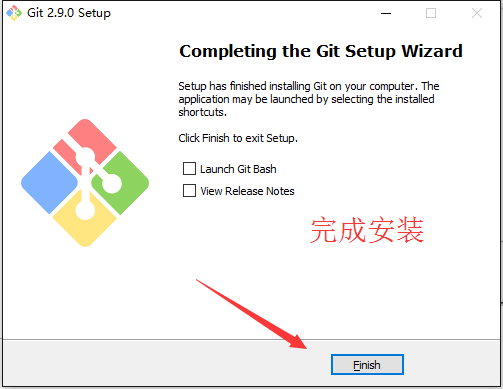 Git 2.9.0 Setup
Completing the Git Setup Wizard
Setup has finished installing Git on your computer. The
application may be launched by selecting the installed
shortcuts.
Click Finish to exit Setup.
Launch Git Bash
View Release Notes
完成安装
Finish